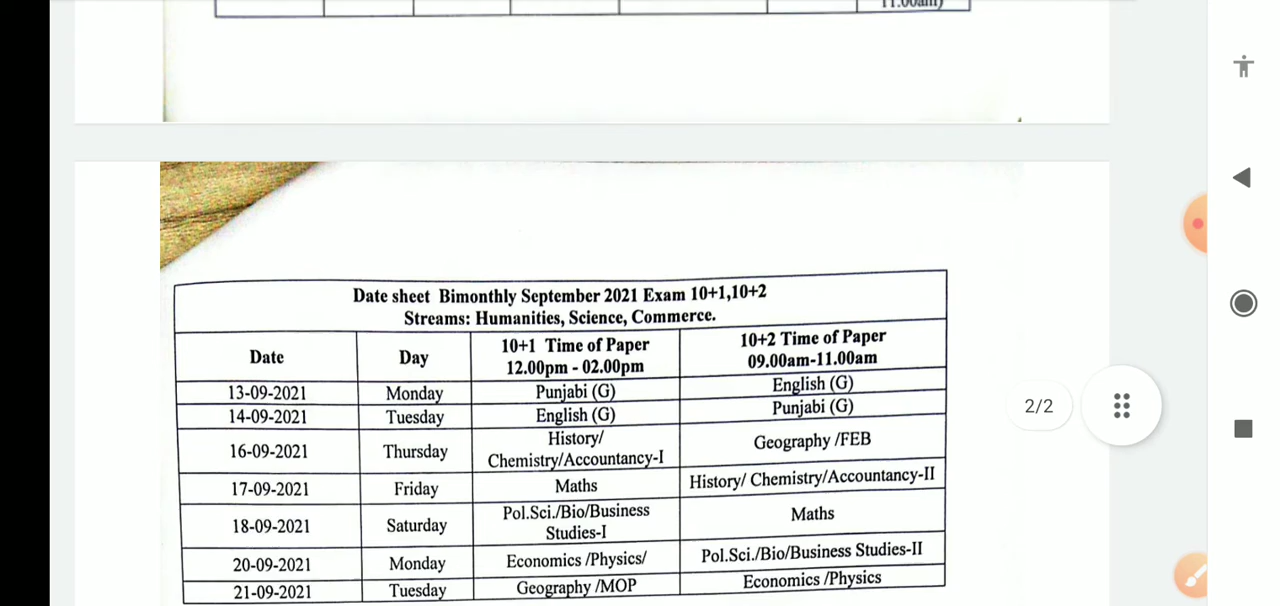 11.00am)
Date sheet Bimonthly September 2021 Exam 10+1,10+2
Streams: Humanities, Science, Commerce.
Date Day 10+1 Time of Paper 12.00pm - 02.00pm 10+2 Time of Paper 09.00am-11.00am
13-09-2021 Monday Punjabi (G) English (G)
14-09-2021 Tuesday English (G) Punjabi (G)
16-09-2021 Thursday History/ Chemistry/Accountancy-I Geography /FEB
17-09-2021 Friday Maths History/ Chemistry/Accountancy-II
18-09-2021 Saturday Pol.Sci./Bio/Business Studies-I Maths
20-09-2021 Monday Economics /Physics/ Pol.Sci./Bio/Business Studies-II
21-09-2021 Tuesday Geography /MOP Economics /Physics
2/2